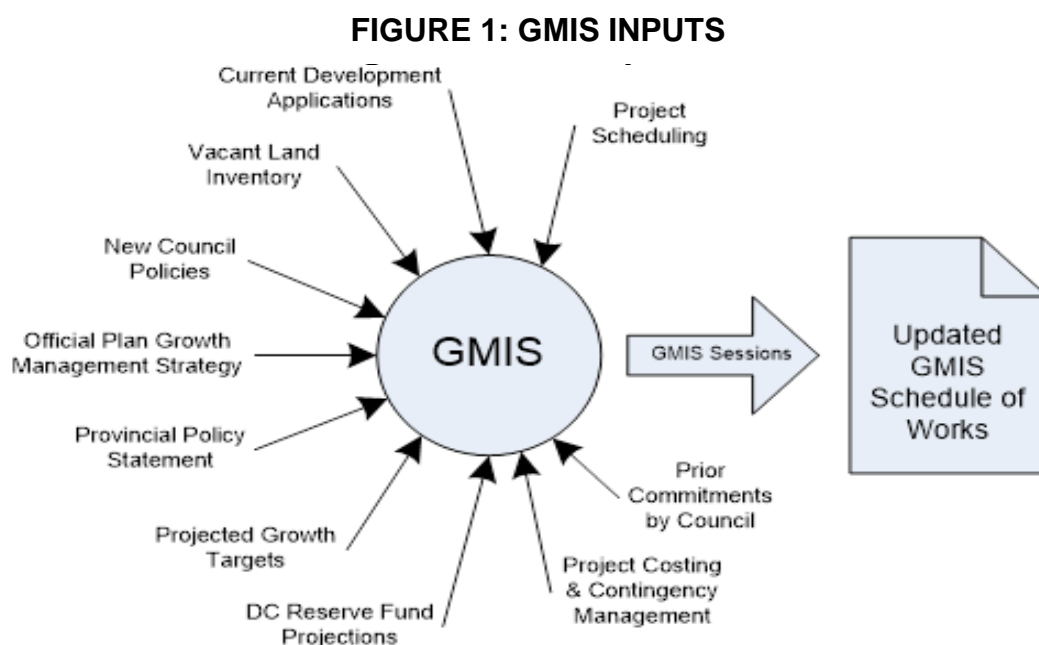 FIGURE 1: GMIS INPUTS
Current Development
Applications
Project
Scheduling
Vacant Land
Inventory
New Council
Policies
Official Plan Growth
Management Strategy
GMIS
GMIS Sessions
Updated
GMIS
Schedule of
Works
Provincial Policy
Statement
Prior
Commitments
by Council
Projected Growth
Targets
Project Costing
& Contingency
Management
DC Reserve Fund
Projections